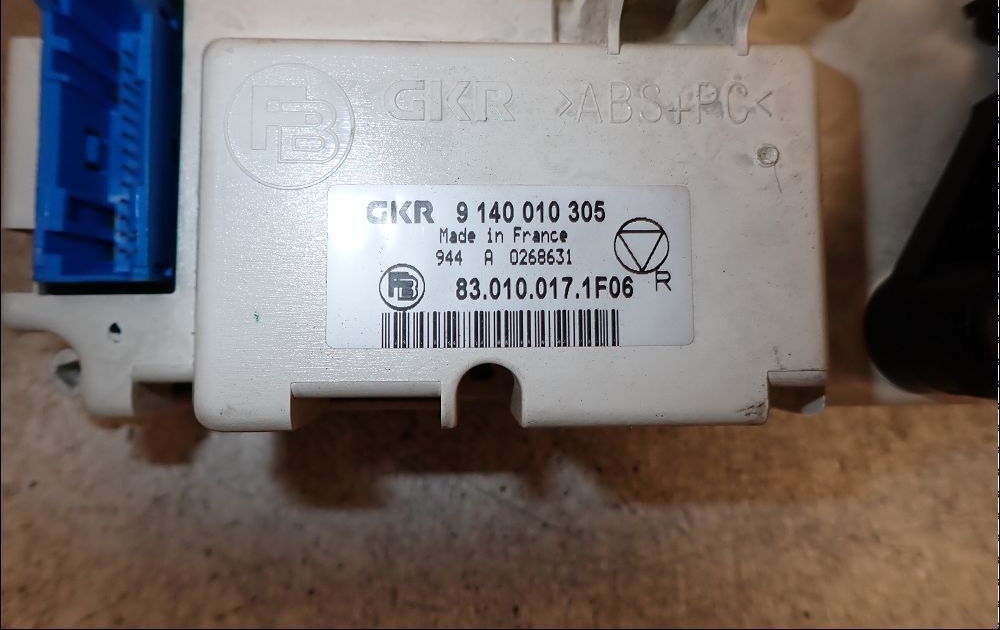 FB GKR >ABS+PC<
GKR 9 140 010 305
Made in France
944 A 0268631
R
FB 83.010.017.1F06